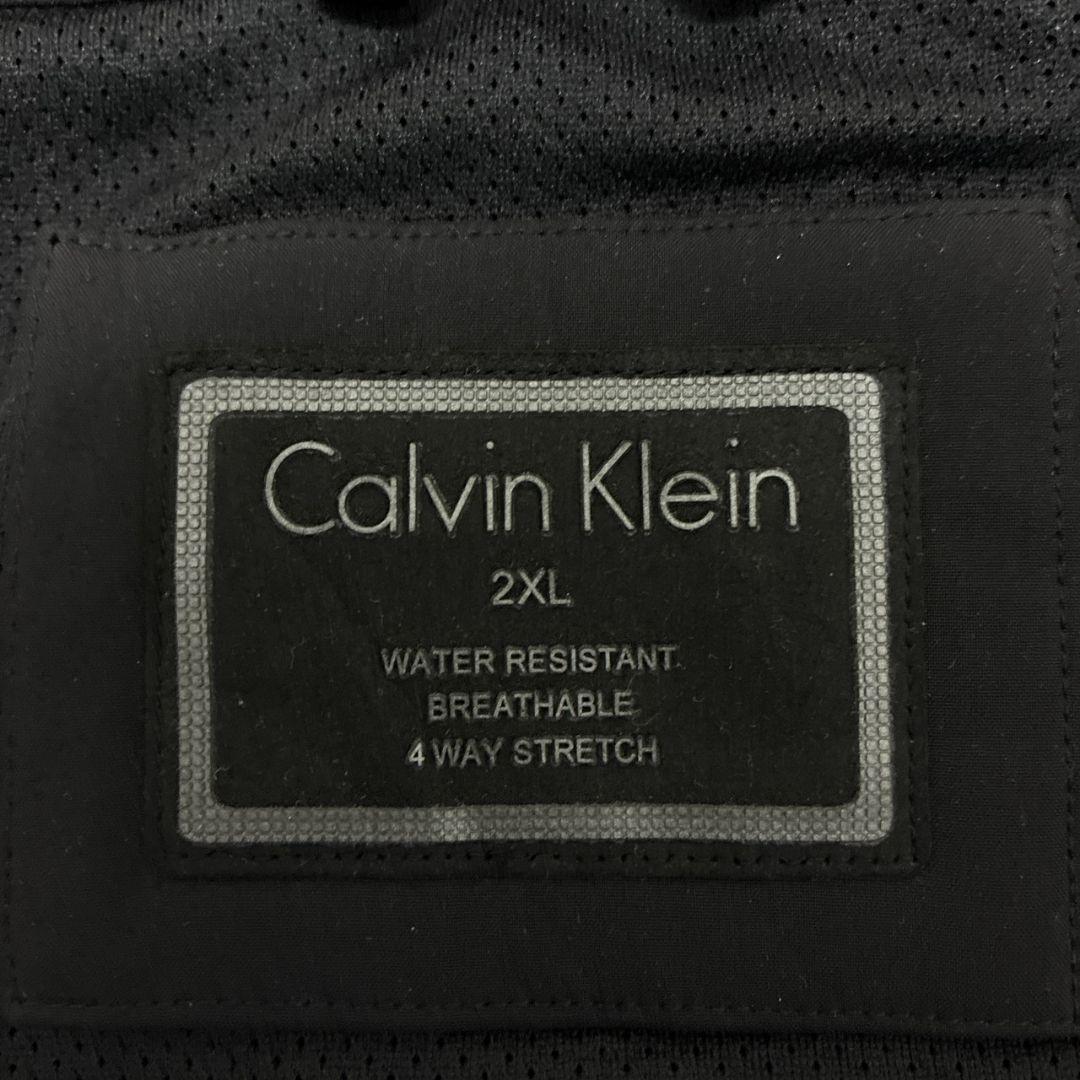 Calvin Klein
2XL
WATER RESISTANT
BREATHABLE
4 WAY STRETCH